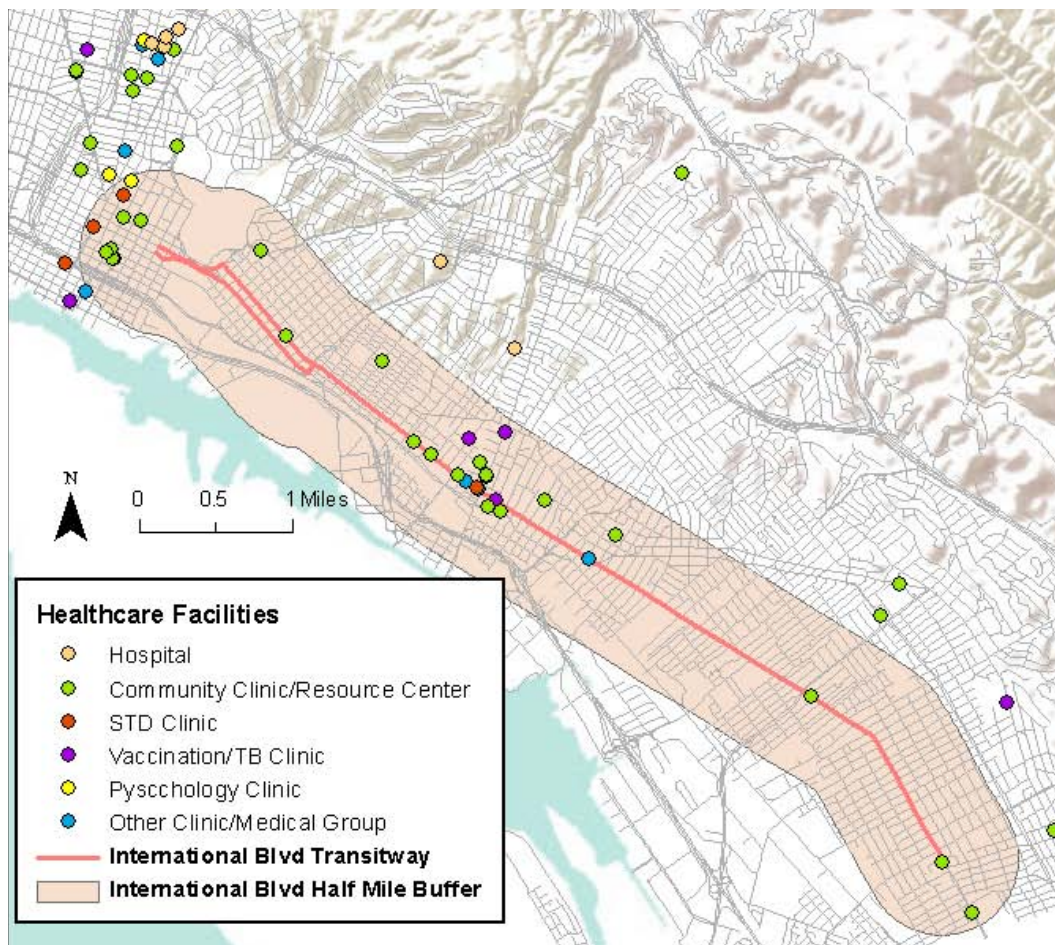 N
0 0.5 1 Miles
Healthcare Facilities
Hospital
Community Clinic/Resource Center
STD Clinic
Vaccination/TB Clinic
Pyscchology Clinic
Other Clinic/Medical Group
International Blvd Transitway
International Blvd Half Mile Buffer